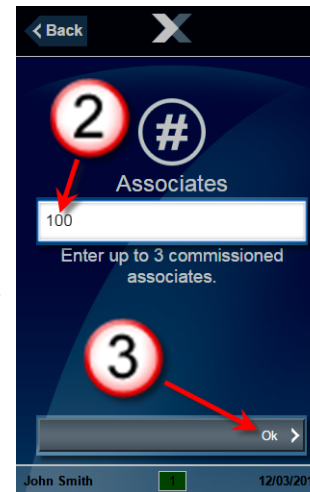 Back
2
#
Associates
100
Enter up to 3 commissioned
associates.
3
Ok
John Smith 1 12/03/201